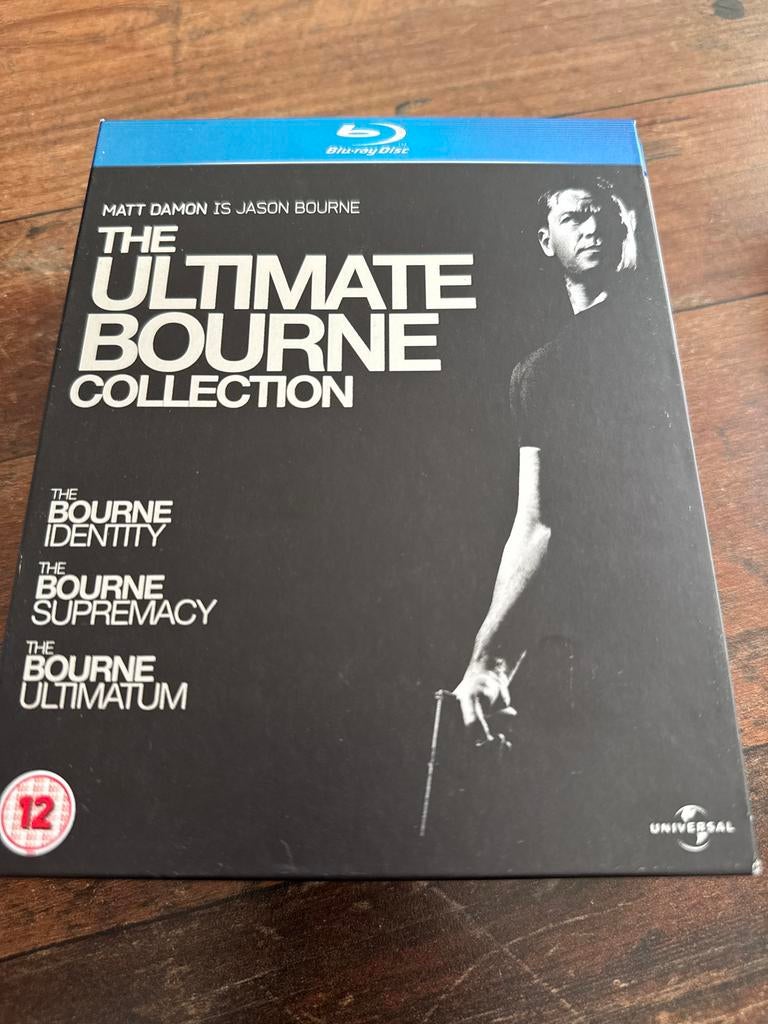 Blu-ray Disc
MATT DAMON IS JASON BOURNE
THE
ULTIMATE
BOURNE
COLLECTION
THE
BOURNE
IDENTITY
THE
BOURNE
SUPREMACY
THE
BOURNE
ULTIMATUM
12
UNIVERSAL